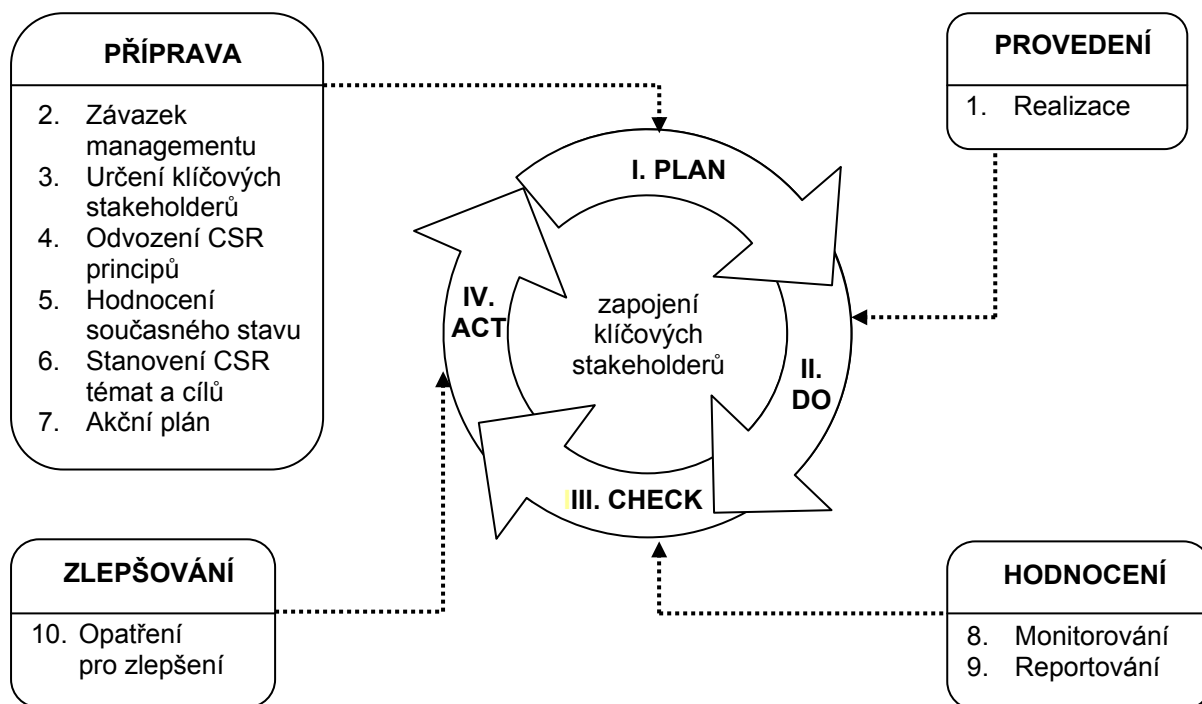 PŘÍPRAVA
2. Závazek
managementu
3. Určení klíčových
stakeholderů
4. Odvození CSR
principů
5. Hodnocení
současného stavu
6. Stanovení CSR
témat a cílů
7. Akční plán
PROVEDENÍ
1. Realizace
I. PLAN
II.
DO
III. CHECK
IV.
ACT
zapojení
klíčových
stakeholderů
ZLEPŠOVÁNÍ
10. Opatření
pro zlepšení
HODNOCENÍ
8. Monitorování
9. Reportování